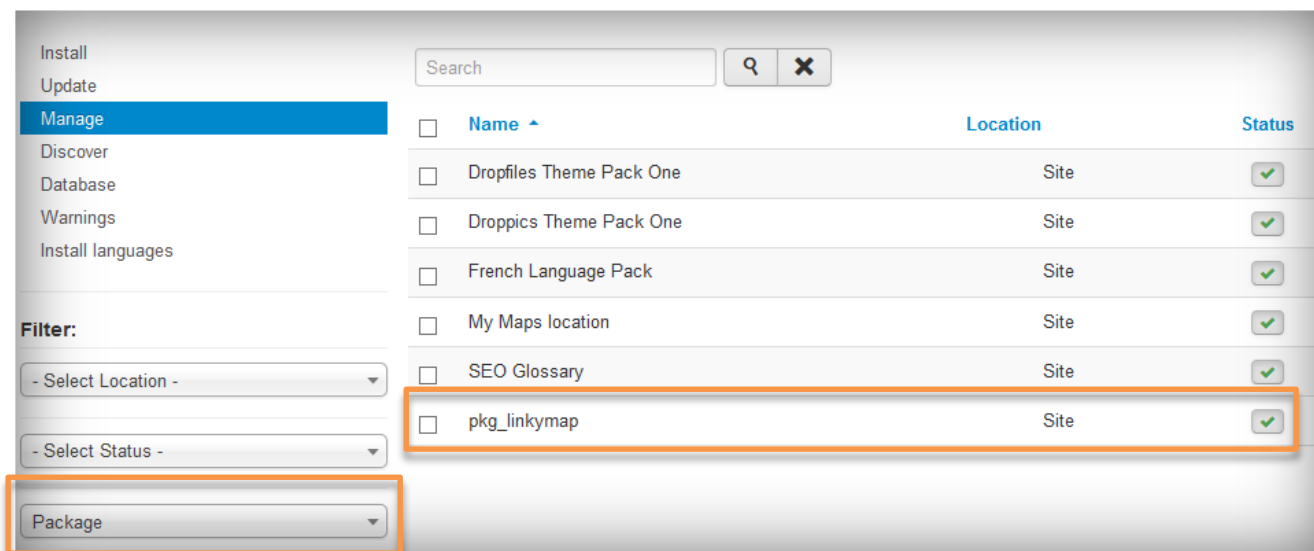 Install
Update
Manage
Discover
Database
Warnings
Install languages
Filter:
- Select Location -
- Select Status -
Package
Search
Name Location Status
Dropfiles Theme Pack One Site
Droppics Theme Pack One Site
French Language Pack Site
My Maps location Site
SEO Glossary Site
pkg_linkymap Site